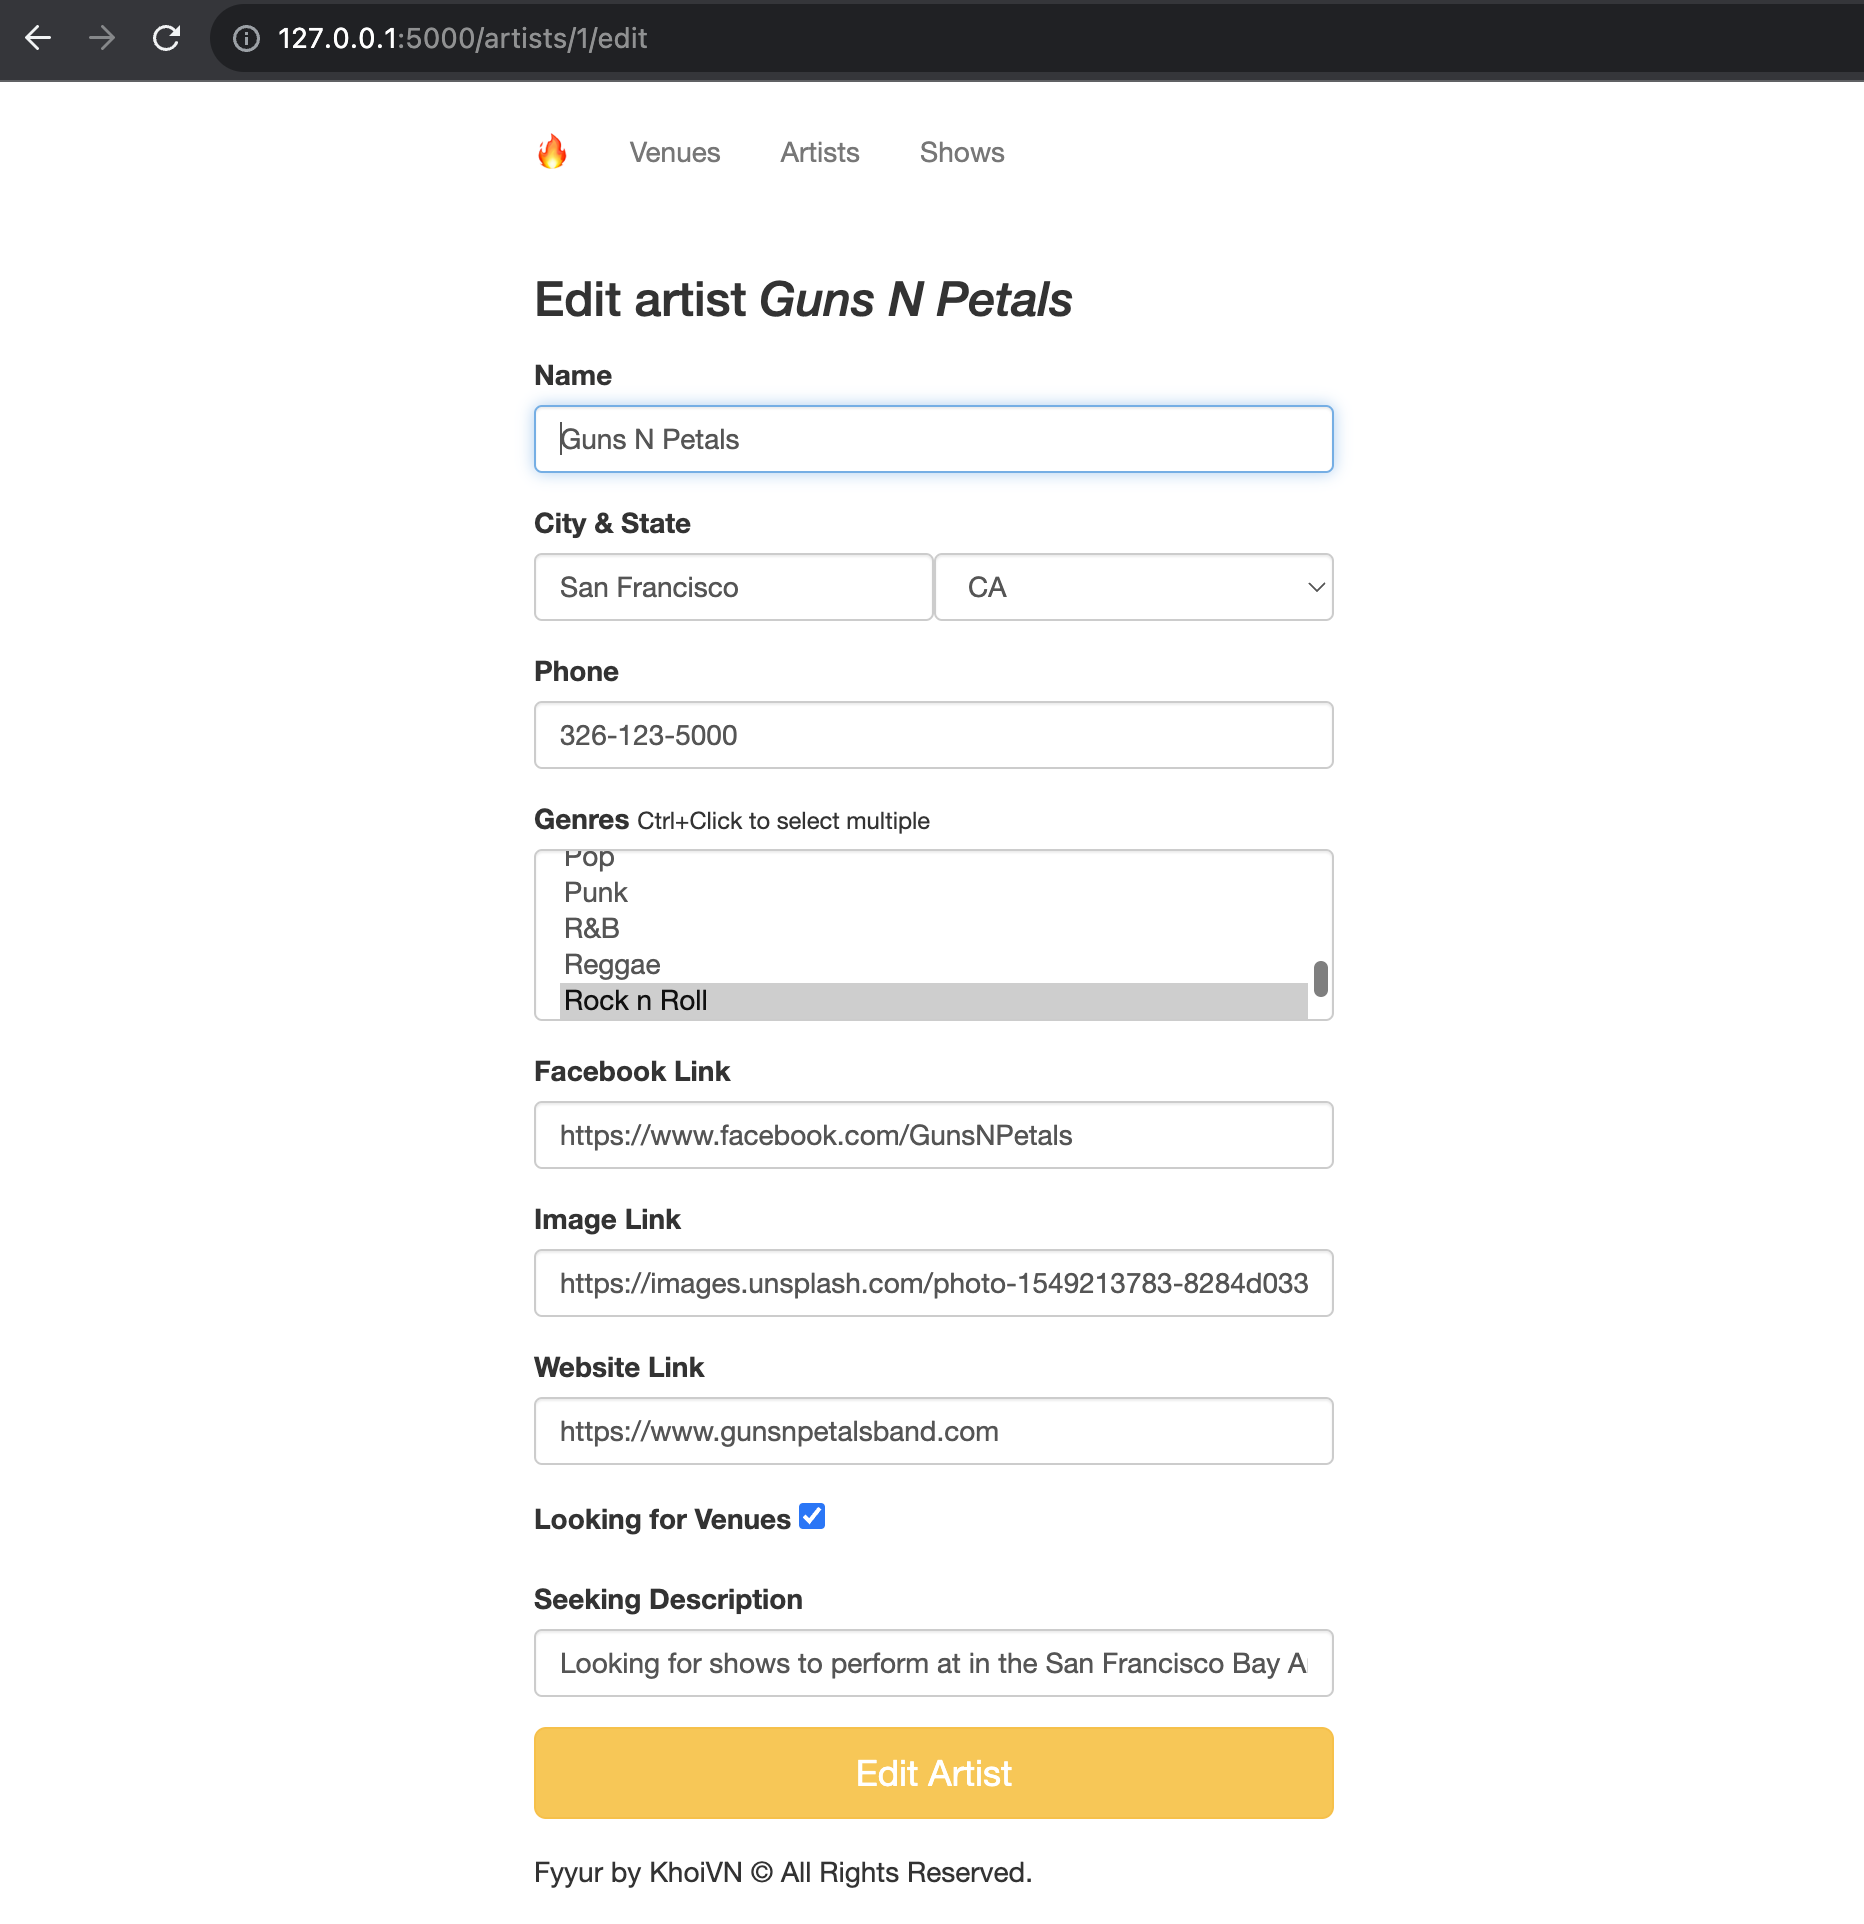 127.0.0.1:5000/artists/1/edit
Venues Artists Shows
Edit artist Guns N Petals
Name
Guns N Petals
City & State
San Francisco CA
Phone
326-123-5000
Genres Ctrl+Click to select multiple
Pop
Punk
R&B
Reggae
Rock n Roll
Facebook Link
https://www.facebook.com/GunsNPetals
Image Link
https://images.unsplash.com/photo-1549213783-8284d033
Website Link
https://www.gunsnpetalsband.com
Looking for Venues
Seeking Description
Looking for shows to perform at in the San Francisco Bay A
Edit Artist
Fyyur by KhoiVN © All Rights Reserved.